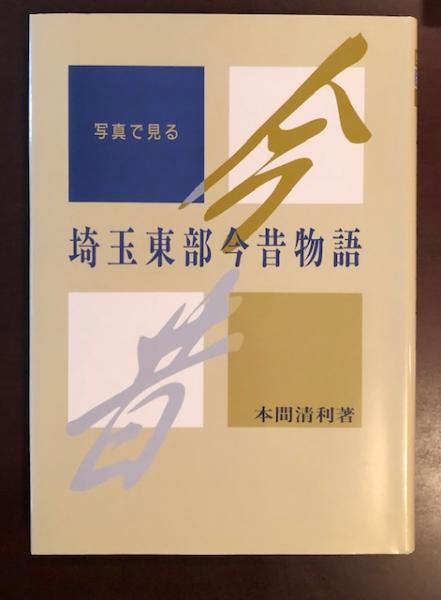 写真で見る
今
埼玉東部今昔物語
昔
本間清利著